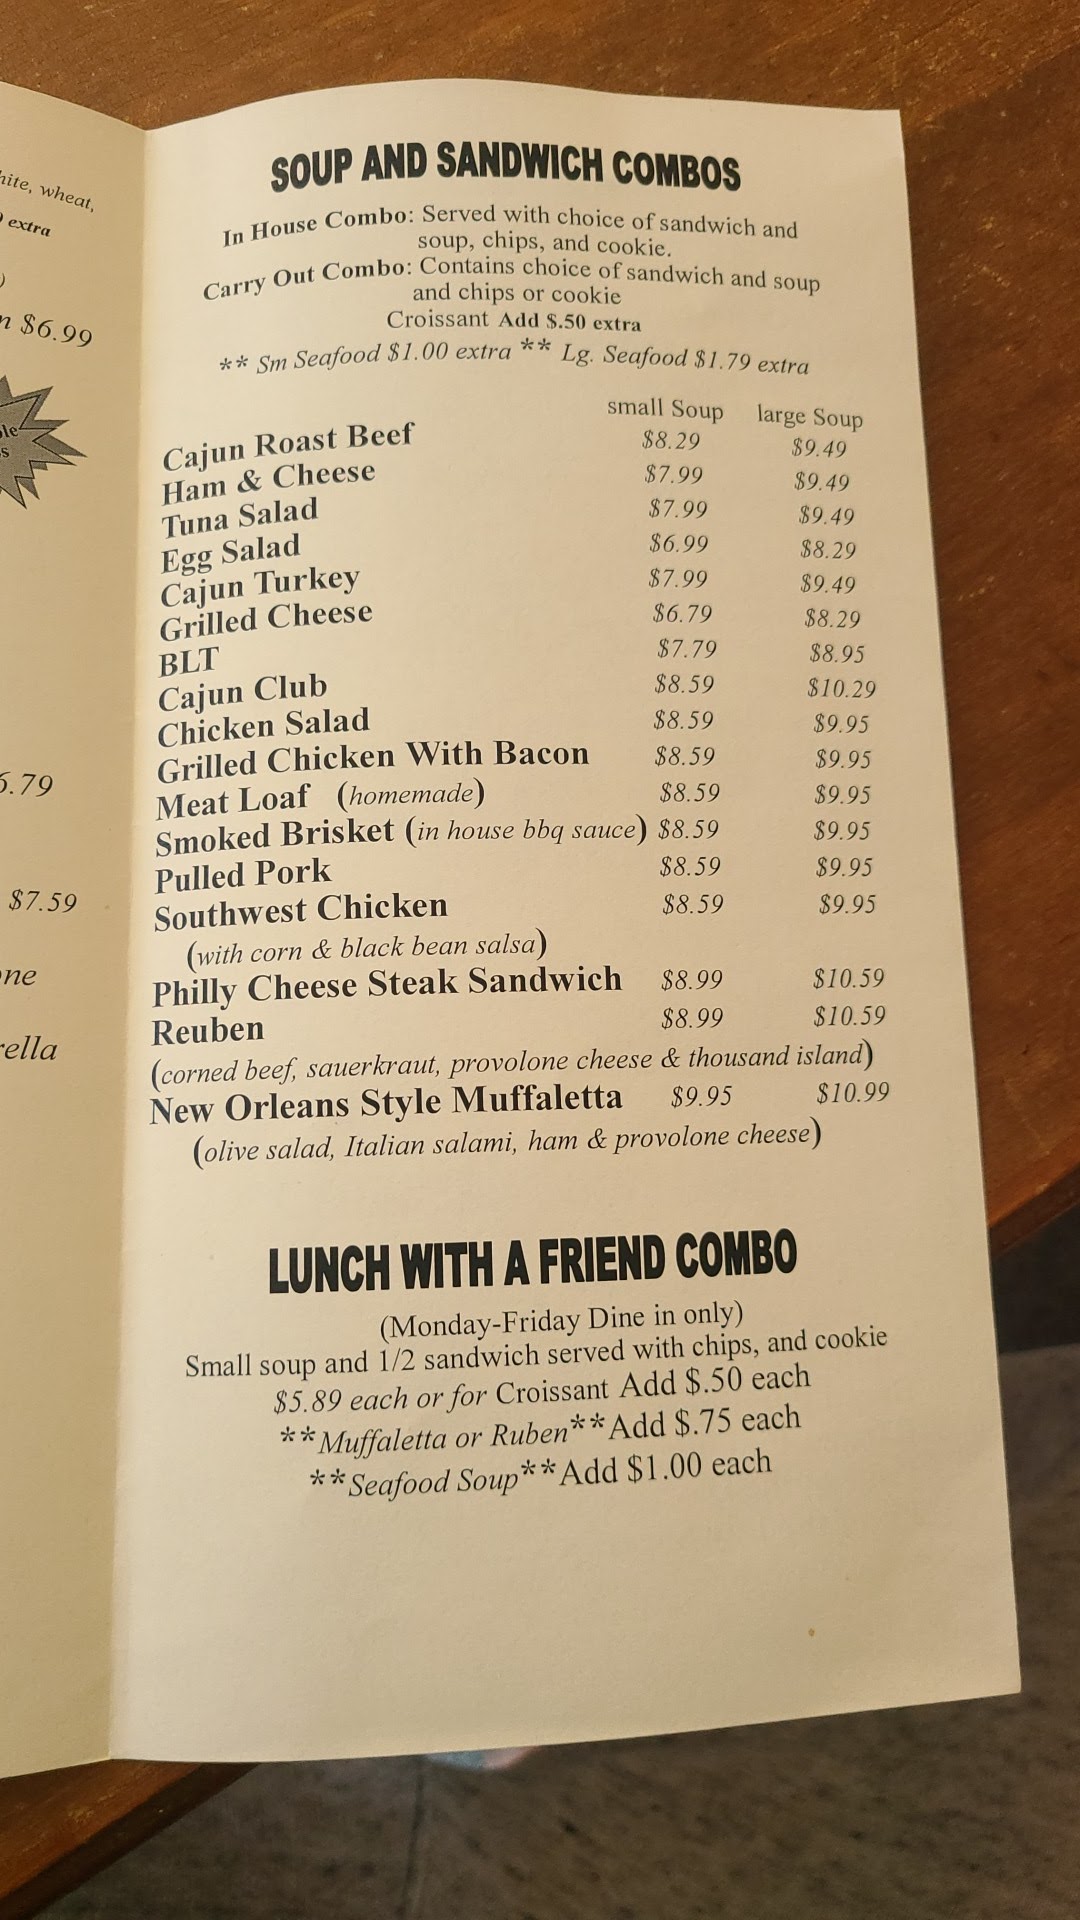 hite, wheat,
extra
n $6.99
5.79
$7.59
one
rella
SOUP AND SANDWICH COMBOS
In House Combo: Served with choice of sandwich and
soup, chips, and cookie.
Carry Out Combo: Contains choice of sandwich and soup
and chips or cookie
Croissant Add $.50 extra
** Sm Seafood $1.00 extra ** Lg. Seafood $1.79 extra
small Soup large Soup
Cajun Roast Beef $8.29 $9.49
Ham & Cheese $7.99 $9.49
Tuna Salad $7.99 $9.49
Egg Salad $6.99 $8.29
Cajun Turkey $7.99 $9.49
Grilled Cheese $6.79 $8.29
BLT $7.79 $8.95
Cajun Club $8.59 $10.29
Chicken Salad $8.59 $9.95
Grilled Chicken With Bacon $8.59 $9.95
Meat Loaf (homemade) $8.59 $9.95
Smoked Brisket (in house bbq sauce) $8.59 $9.95
Pulled Pork $8.59 $9.95
Southwest Chicken $8.59 $9.95
(with corn & black bean salsa)
Philly Cheese Steak Sandwich $8.99 $10.59
Reuben $8.99 $10.59
(corned beef, sauerkraut, provolone cheese & thousand island)
New Orleans Style Muffaletta $9.95 $10.99
(olive salad, Italian salami, ham & provolone cheese)
LUNCH WITH A FRIEND COMBO
(Monday-Friday Dine in only)
Small soup and 1/2 sandwich served with chips, and cookie
$5.89 each or for Croissant Add $.50 each
**Muffaletta or Ruben**Add $.75 each
**Seafood Soup**Add $1.00 each